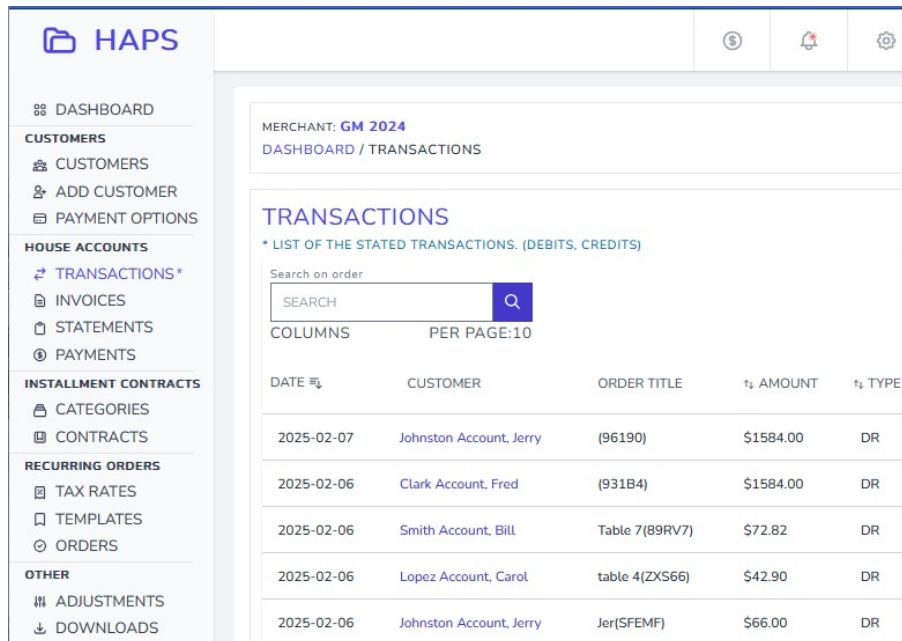 HAPS
DASHBOARD
CUSTOMERS
CUSTOMERS
ADD CUSTOMER
PAYMENT OPTIONS
HOUSE ACCOUNTS
TRANSACTIONS*
INVOICES
STATEMENTS
PAYMENTS
INSTALLMENT CONTRACTS
CATEGORIES
CONTRACTS
RECURRING ORDERS
TAX RATES
TEMPLATES
ORDERS
OTHER
ADJUSTMENTS
DOWNLOADS
MERCHANT: GM 2024
DASHBOARD / TRANSACTIONS
TRANSACTIONS
* LIST OF THE STATED TRANSACTIONS. (DEBITS, CREDITS)
Search on order
SEARCH
COLUMNS PER PAGE:10
DATE CUSTOMER ORDER TITLE AMOUNT TYPE
2025-02-07 Johnston Account, Jerry (96190) $1584.00 DR
2025-02-06 Clark Account, Fred (931B4) $1584.00 DR
2025-02-06 Smith Account, Bill Table 7(89RV7) $72.82 DR
2025-02-06 Lopez Account, Carol table 4(ZXS66) $42.90 DR
2025-02-06 Johnston Account, Jerry Jer(SFEMF) $66.00 DR